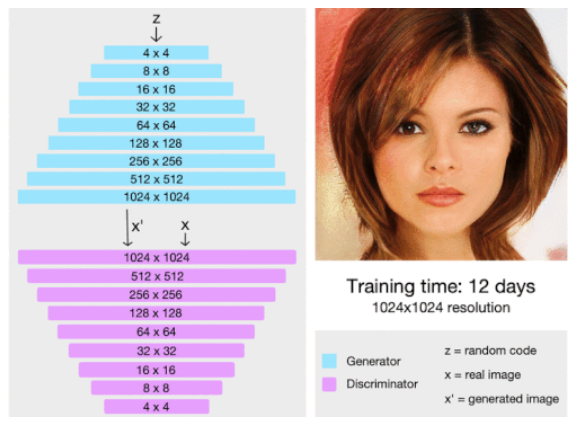 z
4 x 4
8 x 8
16 x 16
32 x 32
64 x 64
128 x 128
256 x 256
512 x 512
1024 x 1024
x'
x
1024 x 1024
512 x 512
256 x 256
128 x 128
64 x 64
32 x 32
16 x 16
8 x 8
4 x 4
Training time: 12 days
1024x1024 resolution
Generator
Discriminator
z = random code
x = real image
x' = generated image